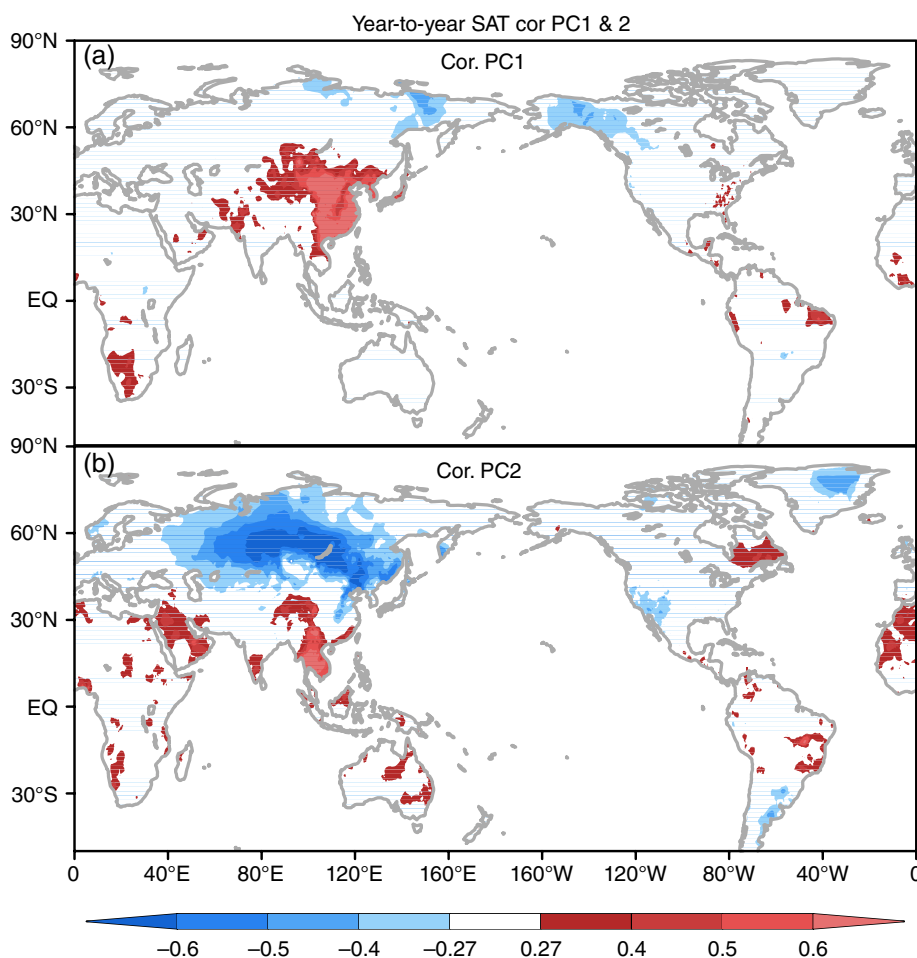 Year-to-year SAT cor PC1 & 2
90°N
(a)
Cor. PC1
60°N
30°N
EQ
30°S
90°N
(b)
Cor. PC2
60°N
30°N
EQ
30°S
0 40°E 80°E 120°E 160°E 160°W 120°W 80°W 40°W 0
−0.6 −0.5 −0.4 −0.27 0.27 0.4 0.5 0.6